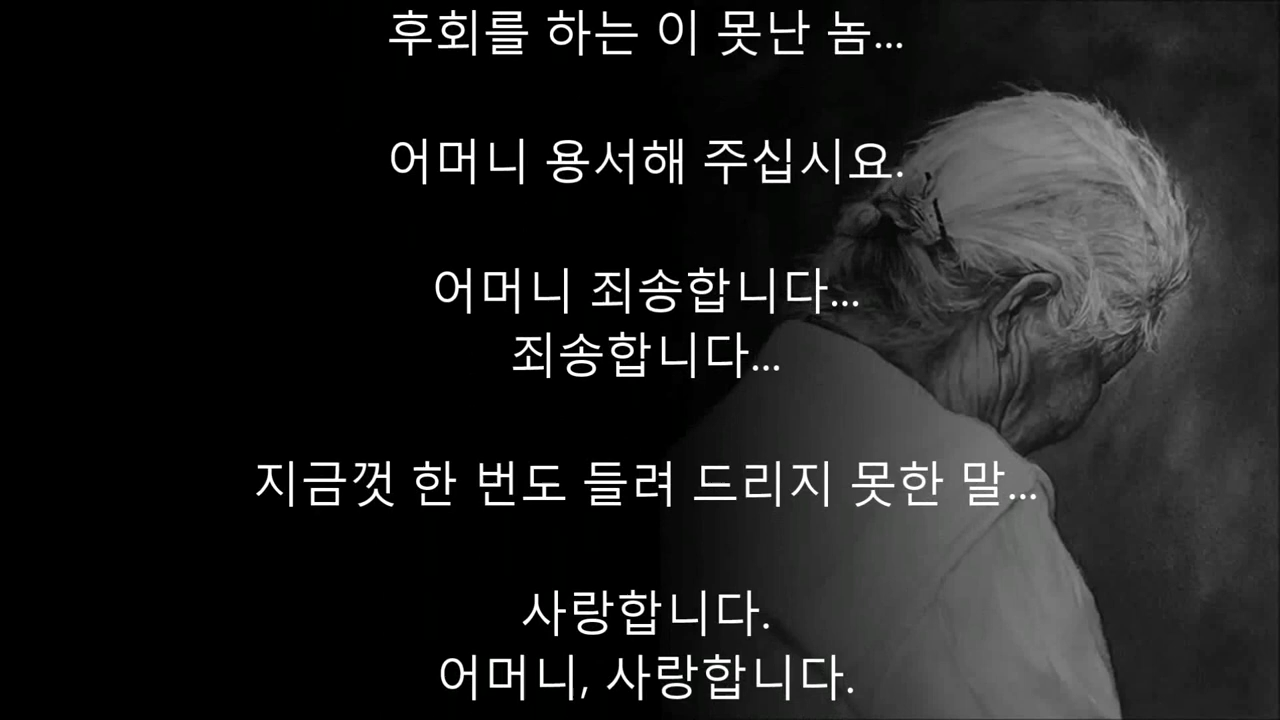 후회를 하는 이 못난 놈...
어머니 용서해 주십시요.
어머니 죄송합니다...
죄송합니다...
지금껏 한 번도 들려 드리지 못한 말...
사랑합니다.
어머니, 사랑합니다.